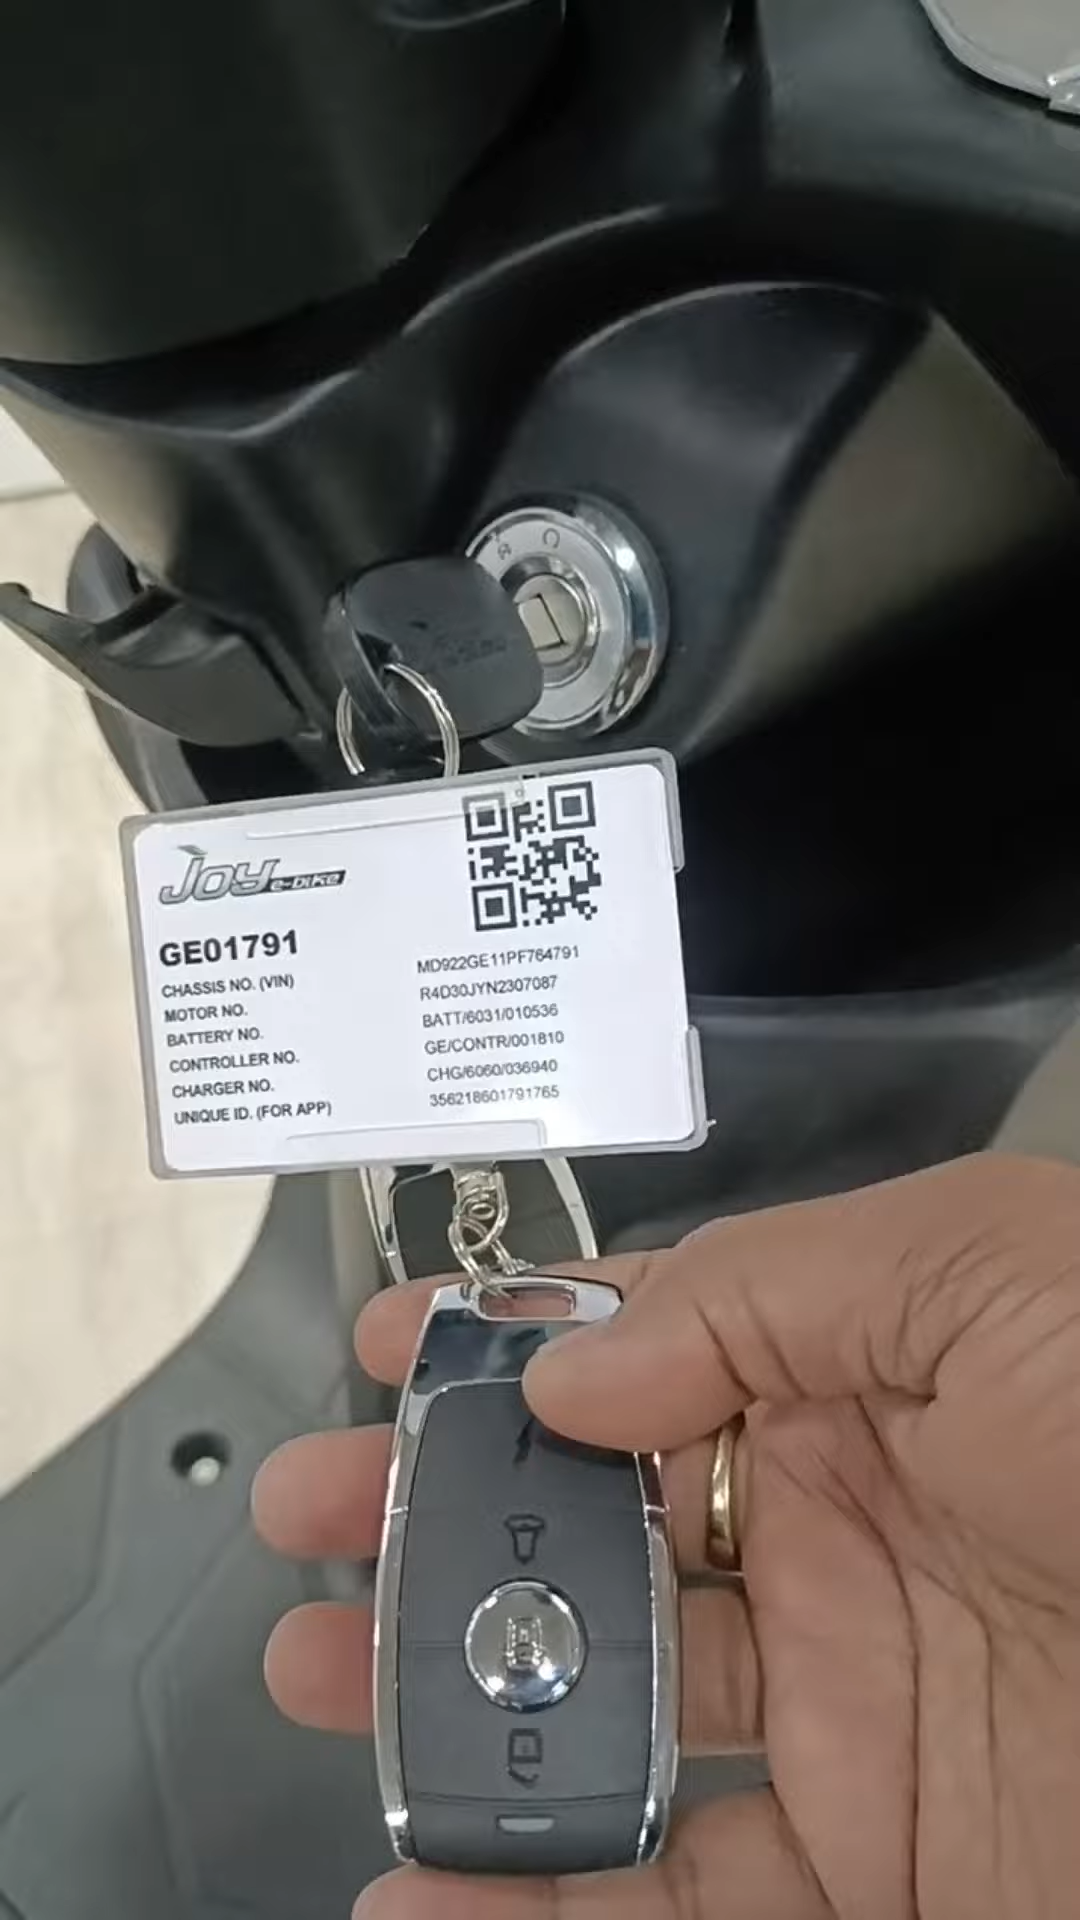 Joy e-bike
GE01791
CHASSIS NO. (VIN) MD922GE11PF764791
MOTOR NO. R4D30JYN2307087
BATTERY NO. BATT/6031/010536
CONTROLLER NO. GE/CONTR/001810
CHARGER NO. CHG/6060/036940
UNIQUE ID. (FOR APP) 356218601791765